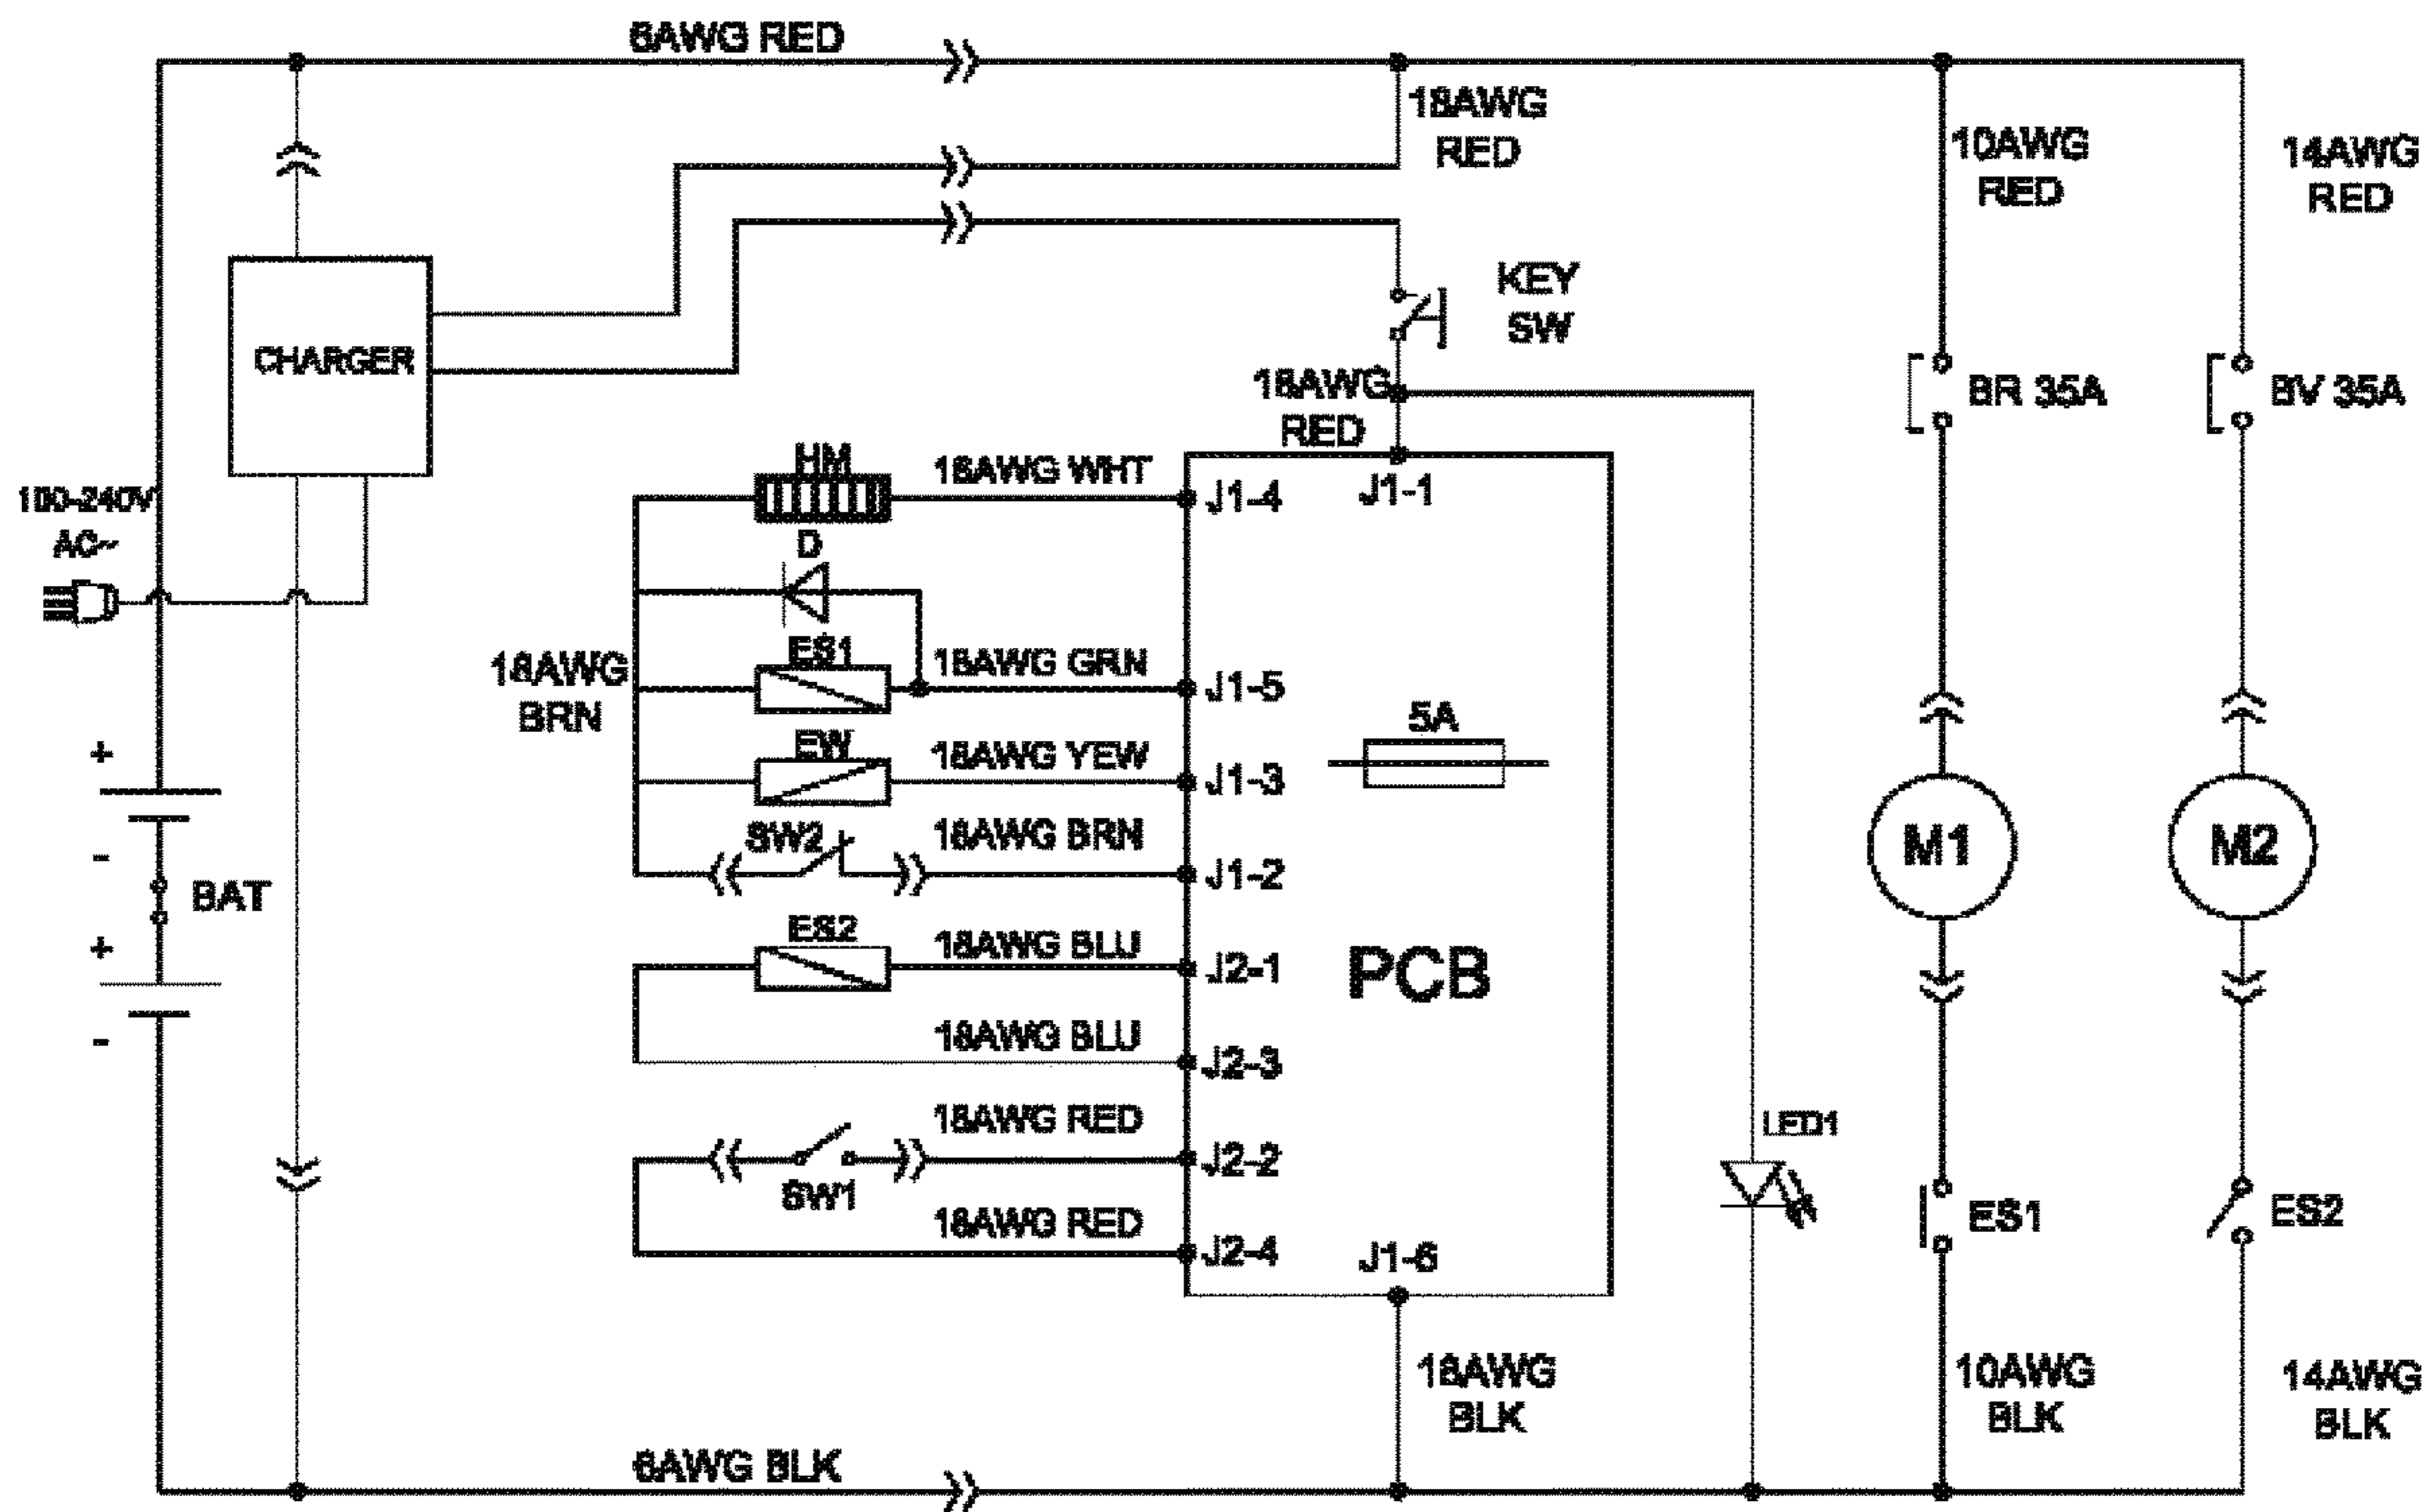 6AWG RED
18AWG
RED
10AWG
RED
14AWG
RED
KEY
SW
CHARGER
18AWG
RED
BR 35A
BV 35A
100-240V
AC~
HM
18AWG WHT
J1-4
J1-1
D
ES1
18AWG GRN
J1-5
18AWG
BRN
5A
EW
18AWG YEW
J1-3
SW2
18AWG BRN
J1-2
M1
M2
+
-
BAT
+
-
ES2
18AWG BLU
J2-1
PCB
18AWG BLU
J2-3
18AWG RED
J2-2
SW1
18AWG RED
J2-4
J1-6
LED1
ES1
ES2
18AWG
BLK
10AWG
BLK
14AWG
BLK
6AWG BLK